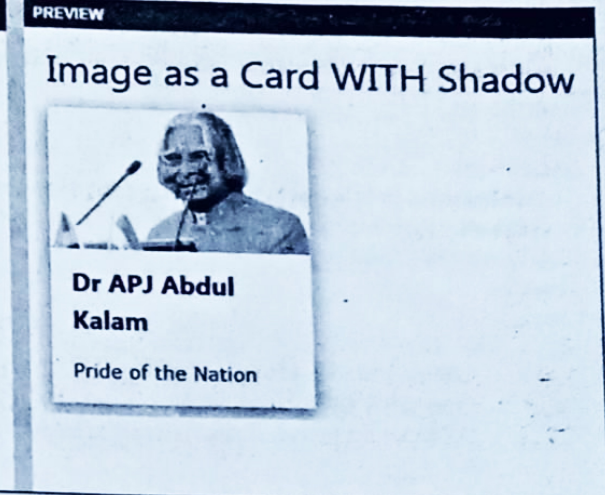 PREVIEW
Image as a Card WITH Shadow
Dr APJ Abdul
Kalam
Pride of the Nation